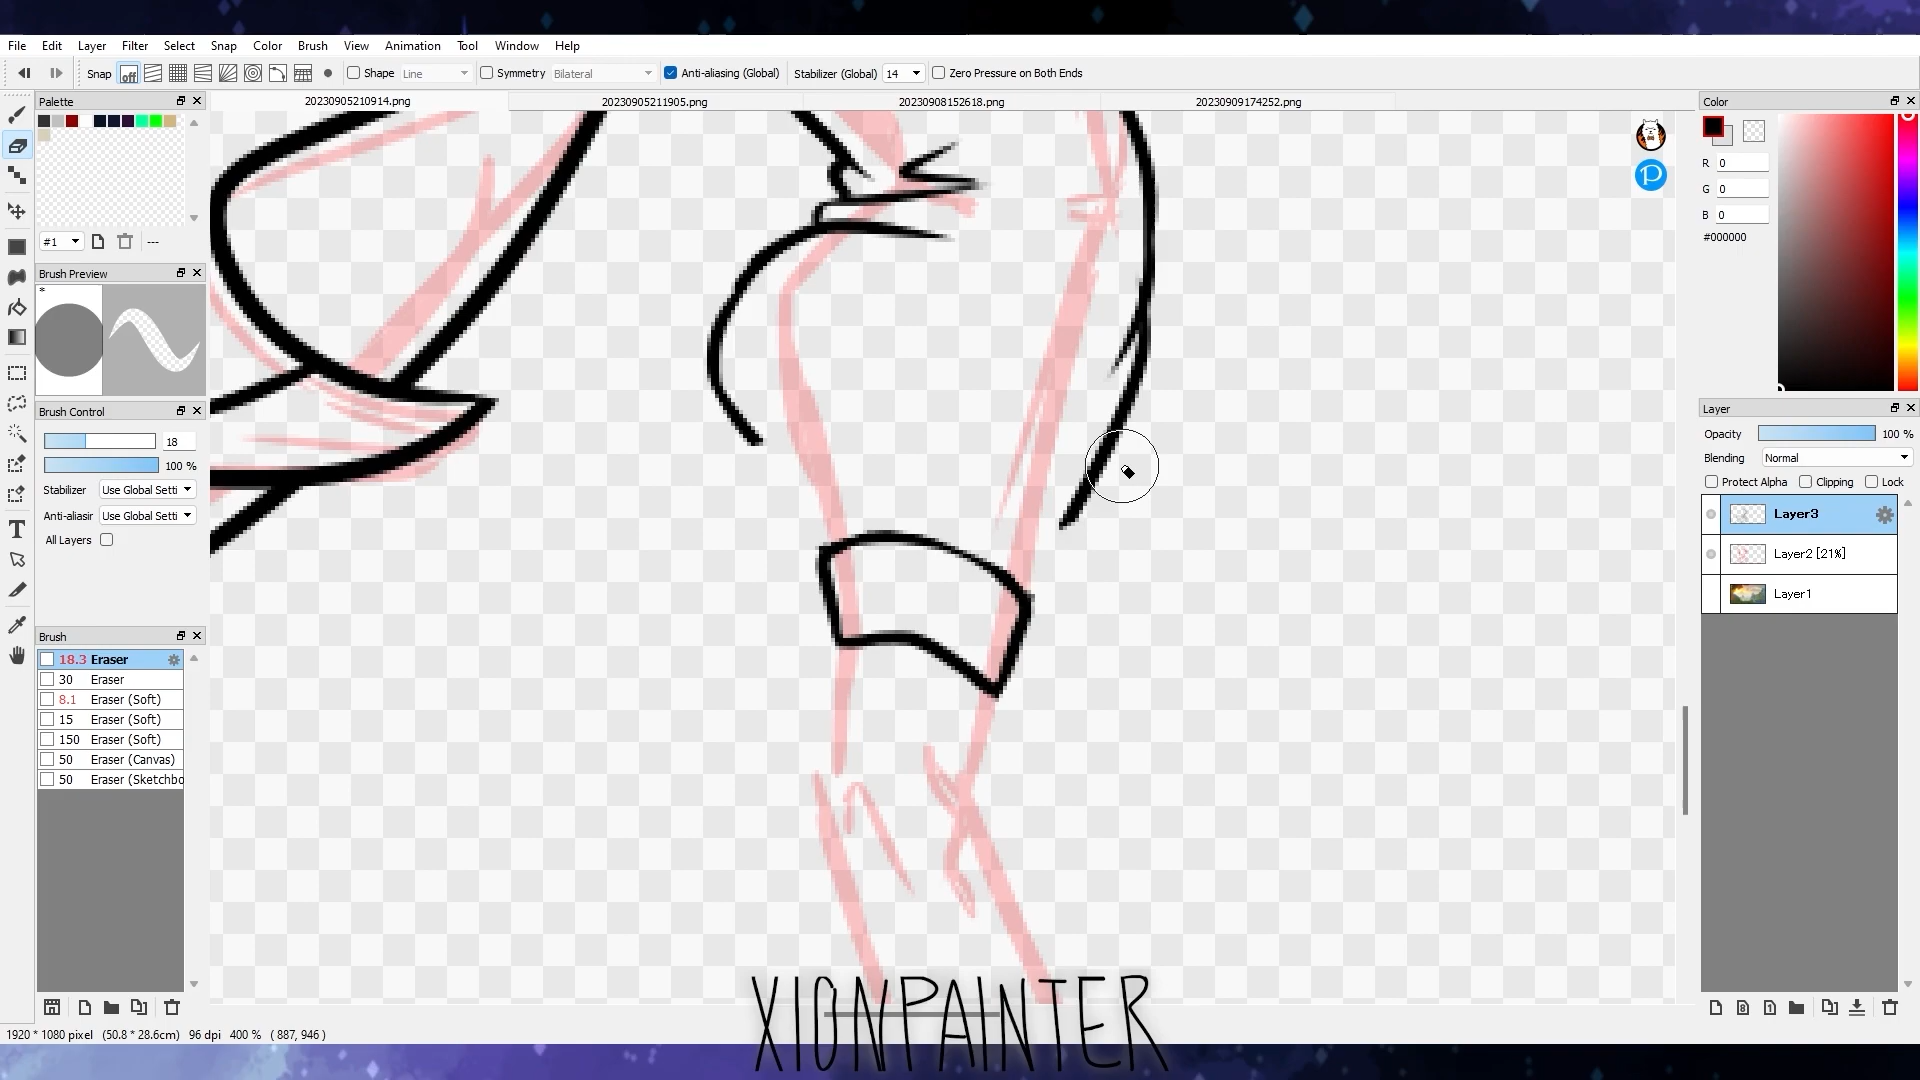 File Edit Layer Filter Select Snap Color Brush View Animation Tool Window Help
Snap off Shape Line Symmetry Bilateral Anti-aliasing (Global) Stabilizer (Global) 14 Zero Pressure on Both Ends
Palette
20230905210914.png 20230905211905.png 20230908152618.png 20230909174252.png
#1 ---
Brush Preview
*
Brush Control
18
100 %
Stabilizer Use Global Setti
Anti-aliasir Use Global Setti
All Layers
Brush
18.3 Eraser
30 Eraser
8.1 Eraser (Soft)
15 Eraser (Soft)
150 Eraser (Soft)
50 Eraser (Canvas)
50 Eraser (Sketchbo
Color
R 0
G 0
B 0
#000000
Layer
Opacity 100 %
Blending Normal
Protect Alpha Clipping Lock
Layer3
Layer2 [21%]
Layer1
1920 * 1080 pixel (50.8 * 28.6cm) 96 dpi 400 % ( 887, 946 )
XIONPAINTER